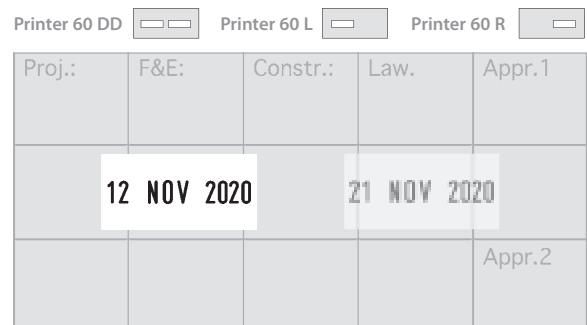 Printer 60 DD Printer 60 L Printer 60 R
Proj.: F&E: Constr.: Law. Appr.1
12 NOV 2020 21 NOV 2020
Appr.2